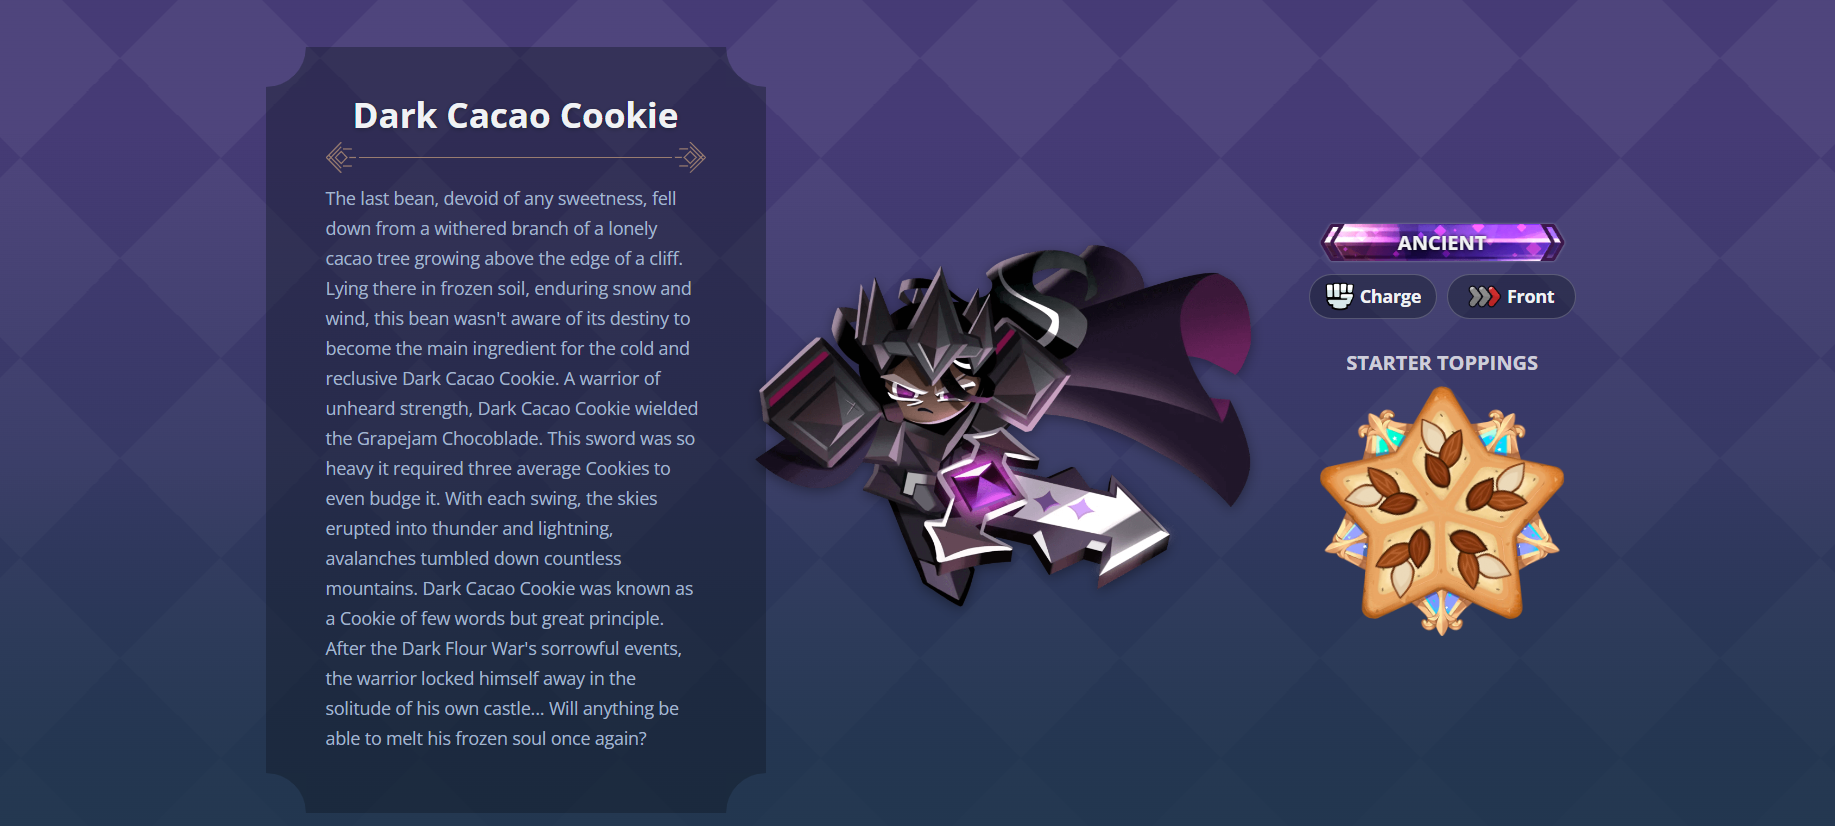 Dark Cacao Cookie
The last bean, devoid of any sweetness, fell
down from a withered branch of a lonely
cacao tree growing above the edge of a cliff.
Lying there in frozen soil, enduring snow and
wind, this bean wasn't aware of its destiny to
become the main ingredient for the cold and
reclusive Dark Cacao Cookie. A warrior of
unheard strength, Dark Cacao Cookie wielded
the Grapejam Chocoblade. This sword was so
heavy it required three average Cookies to
even budge it. With each swing, the skies
erupted into thunder and lightning,
avalanches tumbled down countless
mountains. Dark Cacao Cookie was known as
a Cookie of few words but great principle.
After the Dark Flour War's sorrowful events,
the warrior locked himself away in the
solitude of his own castle... Will anything be
able to melt his frozen soul once again?
ANCIENT
Charge
Front
STARTER TOPPINGS